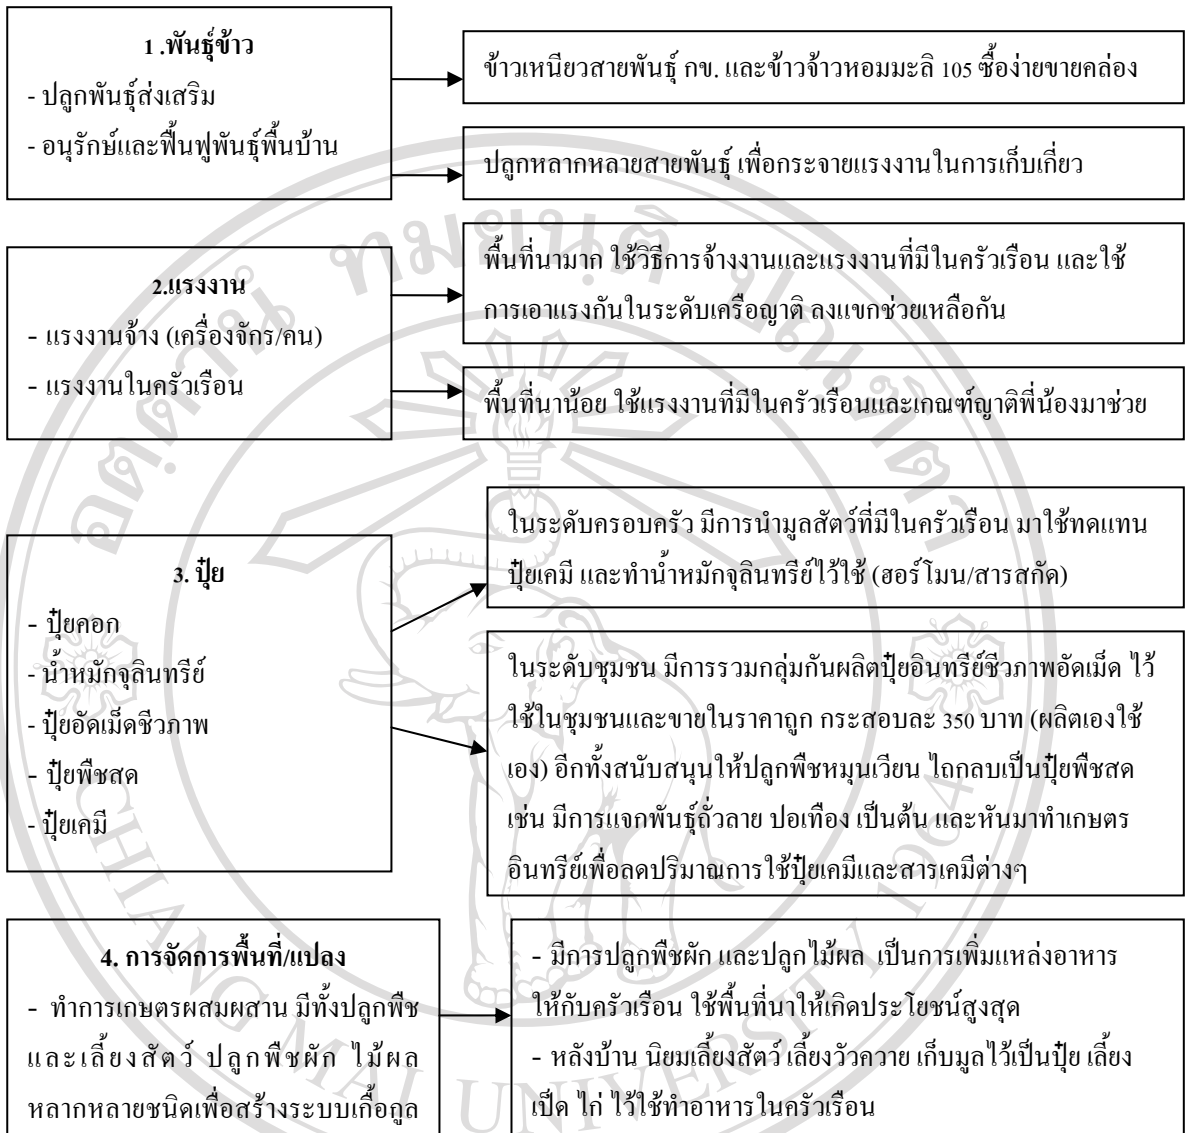 1 .พันธุ์ข้าว
- ปลูกพันธุ์ส่งเสริม
- อนุรักษ์และฟื้นฟูพันธุ์พื้นบ้าน
ข้าวเหนียวสายพันธุ์ กข. และข้าวจ้าวหอมมะลิ 105 ซื้อง่ายขายคล่อง
ปลูกหลากหลายสายพันธุ์ เพื่อกระจายแรงงานในการเก็บเกี่ยว
2.แรงงาน
- แรงงานจ้าง (เครื่องจักร/คน)
- แรงงานในครัวเรือน
พื้นที่นามาก ใช้วิธีการจ้างงานและแรงงานที่มีในครัวเรือน และใช้
การเอาแรงกันในระดับเครือญาติ ลงแขกช่วยเหลือกัน
พื้นที่นาน้อย ใช้แรงงานที่มีในครัวเรือนและเกณฑ์ญาติพี่น้องมาช่วย
3. ปุ๋ย
- ปุ๋ยคอก
- น้ำหมักจุลินทรีย์
- ปุ๋ยอัดเม็ดชีวภาพ
- ปุ๋ยพืชสด
- ปุ๋ยเคมี
ในระดับครอบครัว มีการนำมูลสัตว์ที่มีในครัวเรือน มาใช้ทดแทน
ปุ๋ยเคมี และทำน้ำหมักจุลินทรีย์ไว้ใช้ (ฮอร์โมน/สารสกัด)
ในระดับชุมชน มีการรวมกลุ่มกันผลิตปุ๋ยอินทรีย์ชีวภาพอัดเม็ด ไว้
ใช้ในชุมชนและขายในราคาถูก กระสอบละ 350 บาท (ผลิตเองใช้
เอง) อีกทั้งสนับสนุนให้ปลูกพืชหมุนเวียน ไถกลบเป็นปุ๋ยพืชสด
เช่น มีการแจกพันธุ์ถั่วลาย ปอเทือง เป็นต้น และหันมาทำเกษตร
อินทรีย์เพื่อลดปริมาณการใช้ปุ๋ยเคมีและสารเคมีต่างๆ
4. การจัดการพื้นที่/แปลง
- ทำการเกษตรผสมผสาน มีทั้งปลูกพืช
และเลี้ยงสัตว์ ปลูกพืชผัก ไม้ผล
หลากหลายชนิดเพื่อสร้างระบบเกื้อกูล
- มีการปลูกพืชผัก และปลูกไม้ผล เป็นการเพิ่มแหล่งอาหาร
ให้กับครัวเรือน ใช้พื้นที่นาให้เกิดประโยชน์สูงสุด
- หลังบ้าน นิยมเลี้ยงสัตว์ เลี้ยงวัวควาย เก็บมูลไว้เป็นปุ๋ย เลี้ยง
เป็ด ไก่ ไว้ใช้ทำอาหารในครัวเรือน
อตฺตานํ ทมยนฺติ ปณฺฑิตา
CHIANG MAI UNIVERSITY 1964